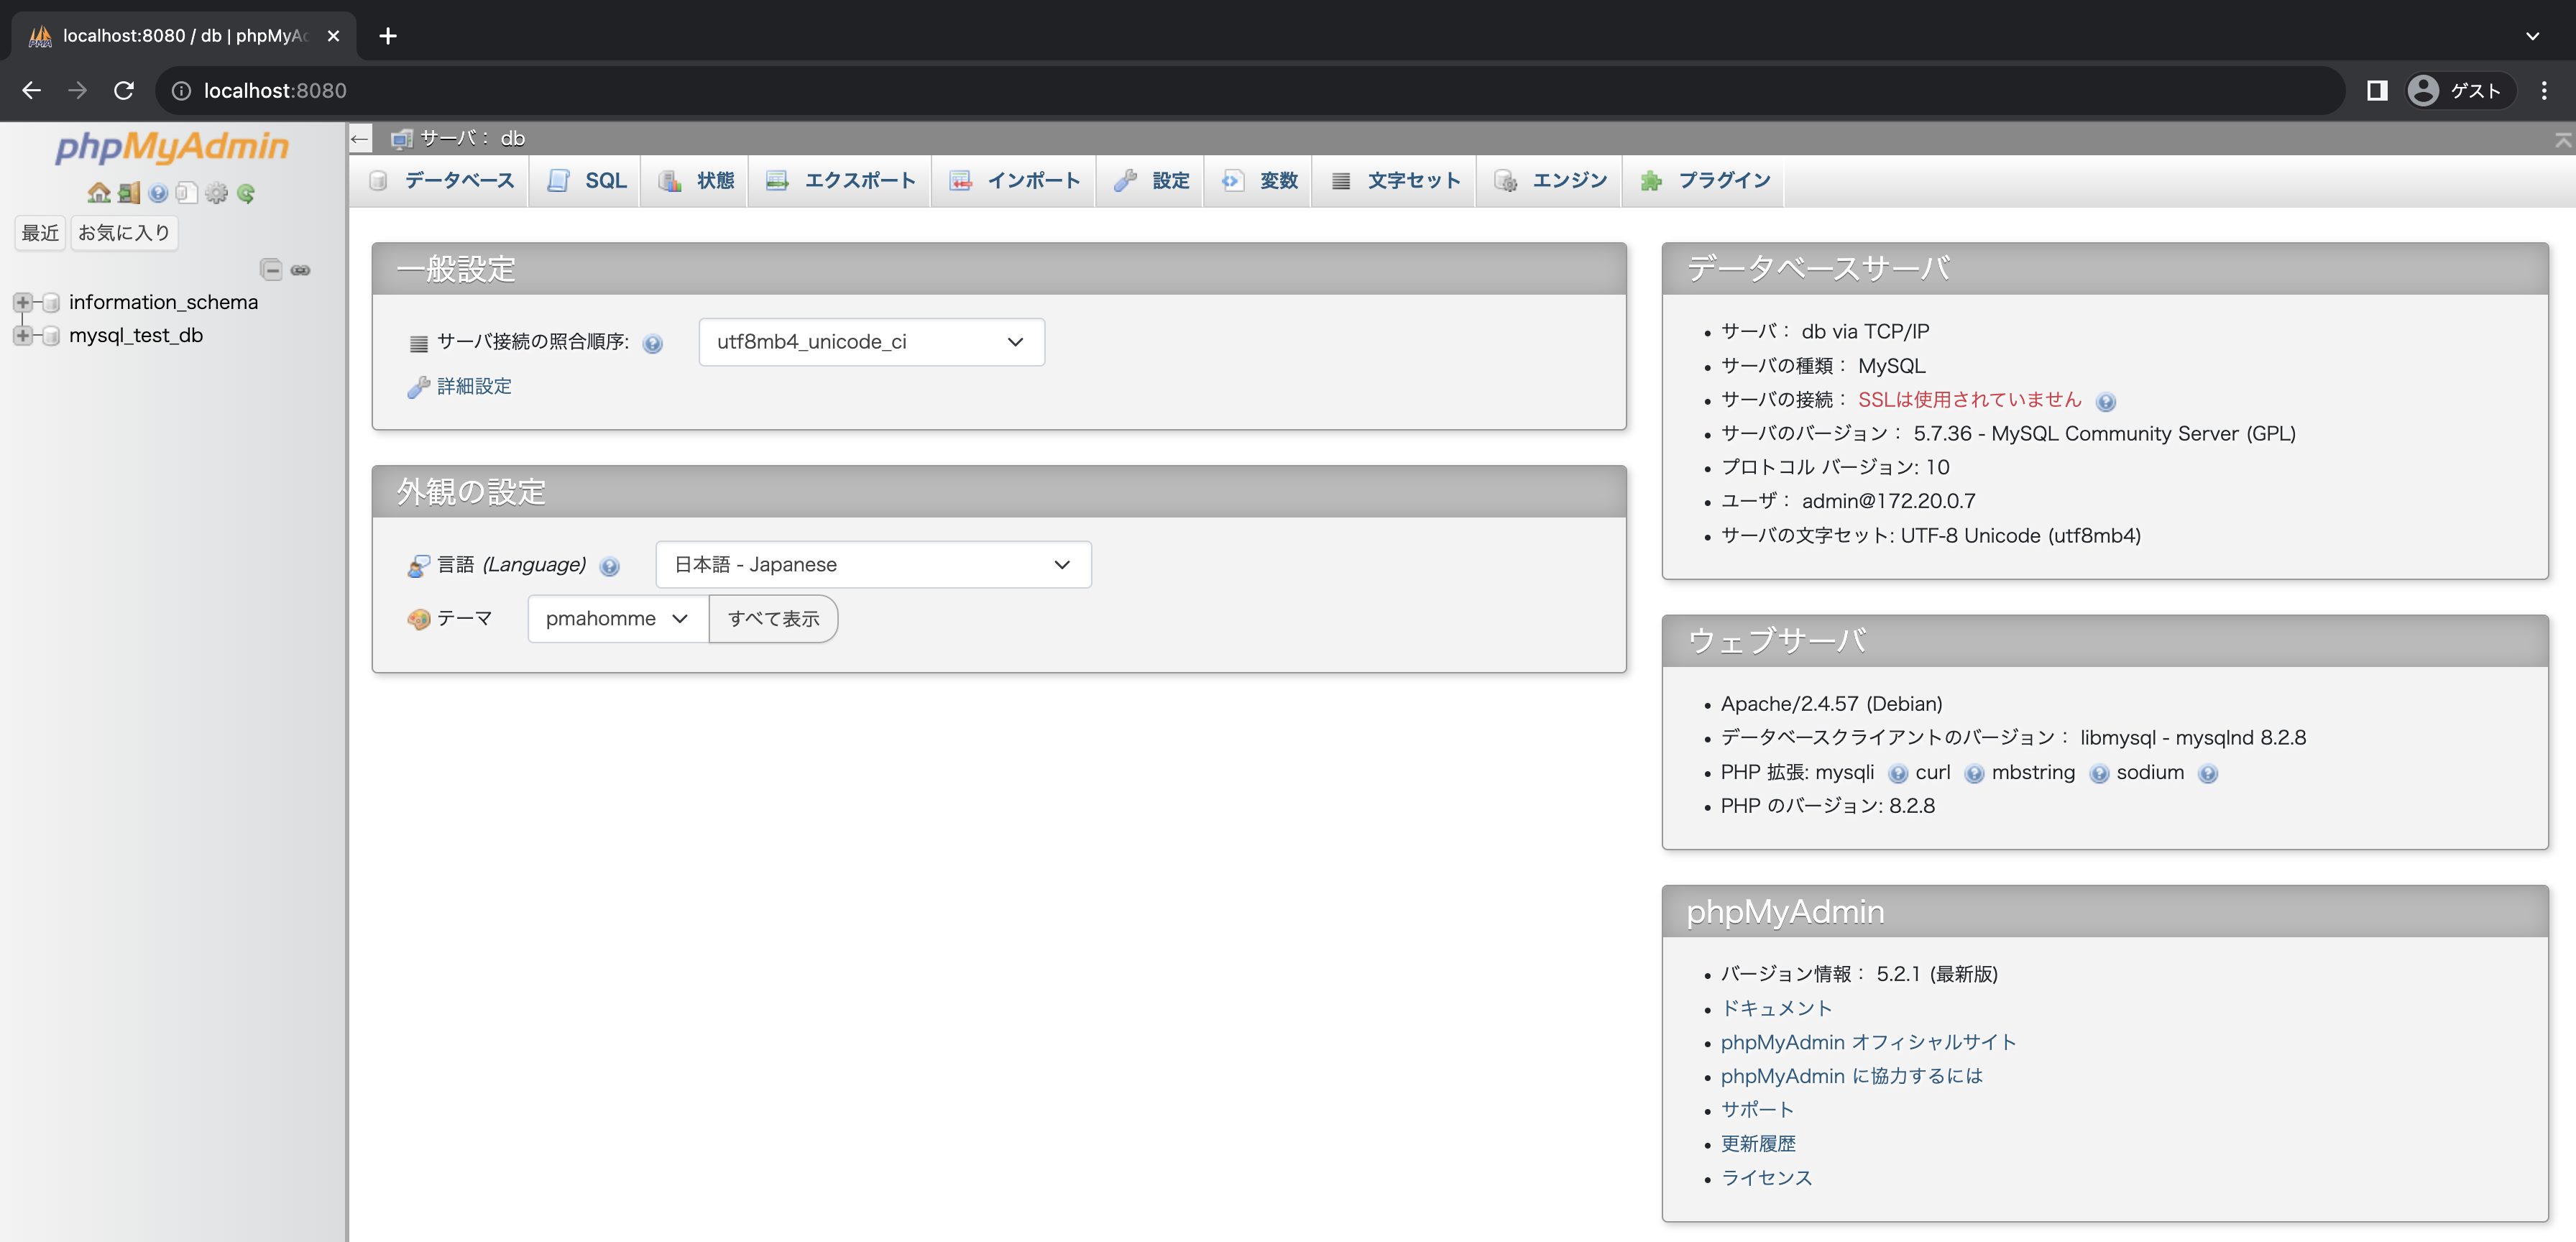 localhost:8080 / db | phpMyAd
localhost:8080
ゲスト
phpMyAdmin
最近 お気に入り
information_schema
mysql_test_db
サーバ： db
データベース SQL 状態 エクスポート インポート 設定 変数 文字セット エンジン プラグイン
一般設定
サーバ接続の照合順序: utf8mb4_unicode_ci
詳細設定
外観の設定
言語 (Language) 日本語 - Japanese
テーマ pmahomme すべて表示
データベースサーバ
サーバ： db via TCP/IP
サーバの種類： MySQL
サーバの接続： SSLは使用されていません
サーバのバージョン： 5.7.36 - MySQL Community Server (GPL)
プロトコル バージョン: 10
ユーザ： admin@172.20.0.7
サーバの文字セット: UTF-8 Unicode (utf8mb4)
ウェブサーバ
Apache/2.4.57 (Debian)
データベースクライアントのバージョン： libmysql - mysqlnd 8.2.8
PHP 拡張: mysqli curl mbstring sodium
PHP のバージョン: 8.2.8
phpMyAdmin
バージョン情報： 5.2.1 (最新版)
ドキュメント
phpMyAdmin オフィシャルサイト
phpMyAdmin に協力するには
サポート
更新履歴
ライセンス